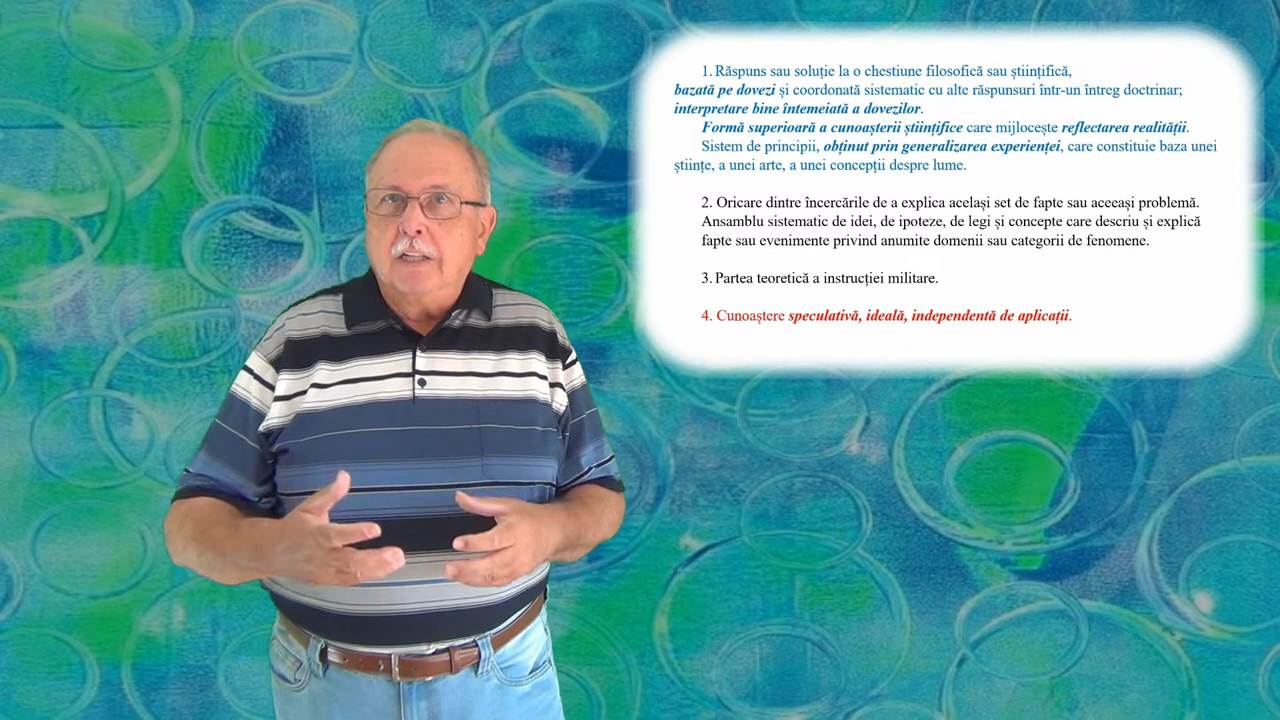 1. Răspuns sau soluție la o chestiune filosofică sau științifică,
bazată pe dovezi și coordonată sistematic cu alte răspunsuri într-un întreg doctrinar;
interpretare bine întemeiată a dovezilor.
Formă superioară a cunoașterii științifice care mijlocește reflectarea realității.
Sistem de principii, obținut prin generalizarea experienței, care constituie baza unei
științe, a unei arte, a unei concepții despre lume.
2. Oricare dintre încercările de a explica același set de fapte sau aceeași problemă.
Ansamblu sistematic de idei, de ipoteze, de legi și concepte care descriu și explică
fapte sau evenimente privind anumite domenii sau categorii de fenomene.
3. Partea teoretică a instrucției militare.
4. Cunoaștere speculativă, ideală, independentă de aplicații.